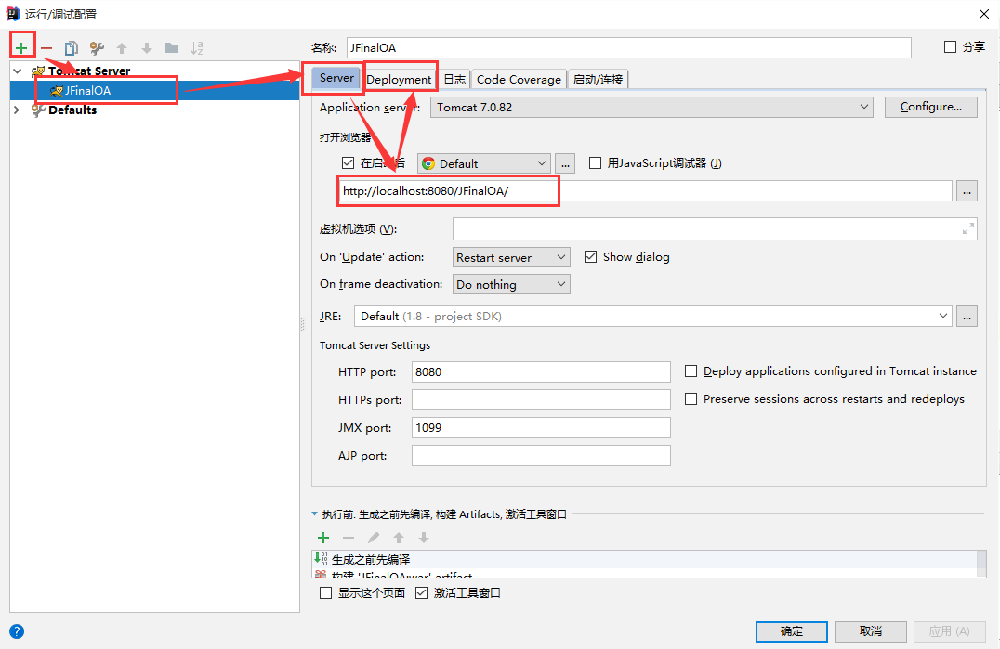 运行/调试配置
名称: JFinalOA 分享
Tomcat Server
JFinalOA
Defaults
Server Deployment 日志 Code Coverage 启动/连接
Application server: Tomcat 7.0.82 Configure...
打开浏览器
在启 后 Default ... 用JavaScript调试器 (J)
http://localhost:8080/JFinalOA/ ...
虚拟机选项 (V):
On 'Update' action: Restart server Show dialog
On frame deactivation: Do nothing
JRE: Default (1.8 - project SDK) ...
Tomcat Server Settings
HTTP port: 8080 Deploy applications configured in Tomcat instance
HTTPs port: Preserve sessions across restarts and redeploys
JMX port: 1099
AJP port:
执行前: 生成之前先编译, 构建 Artifacts, 激活工具窗口
生成之前先编译
构建 'JFinalOA:war' artifact
显示这个页面 激活工具窗口
? 确定 取消 应用 (A)